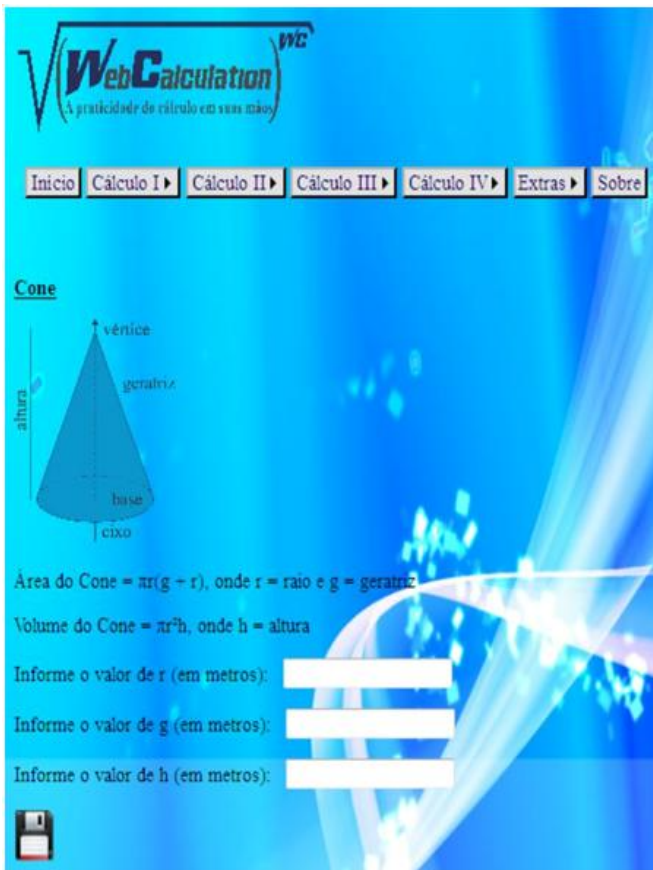 WebCalculation
WC
A praticidade do cálculo em suas mãos
Início Cálculo I Cálculo II Cálculo III Cálculo IV Extras Sobre
Cone
vértice
geratriz
altura
base
eixo
Área do Cone = πr(g + r), onde r = raio e g = geratriz
Volume do Cone = πr²h, onde h = altura
Informe o valor de r (em metros):
Informe o valor de g (em metros):
Informe o valor de h (em metros):